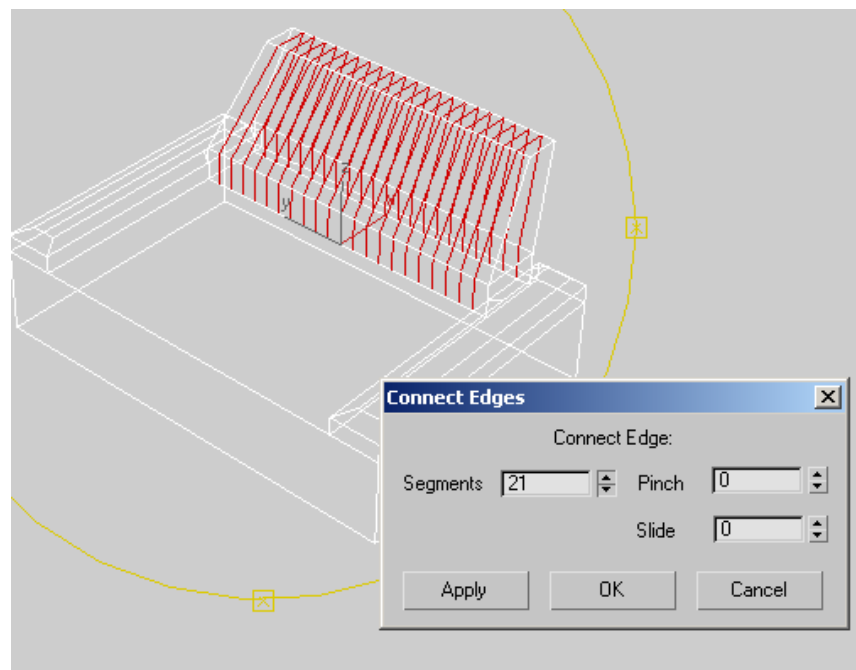 z
y
x
Connect Edges
Connect Edge:
Segments 21 Pinch 0
Slide 0
Apply OK Cancel